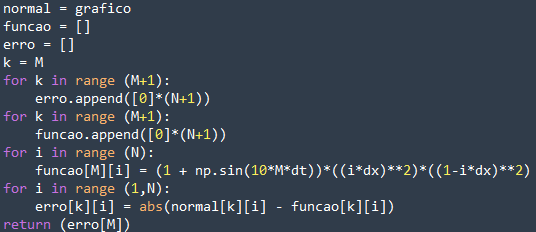 normal = grafico
funcao = []
erro = []
k = M
for k in range (M+1):
    erro.append([0]*(N+1))
for k in range (M+1):
    funcao.append([0]*(N+1))
for i in range (N):
    funcao[M][i] = (1 + np.sin(10*M*dt))*((i*dx)**2)*((1-i*dx)**2)
for i in range (1,N):
    erro[k][i] = abs(normal[k][i] - funcao[k][i])
return (erro[M])